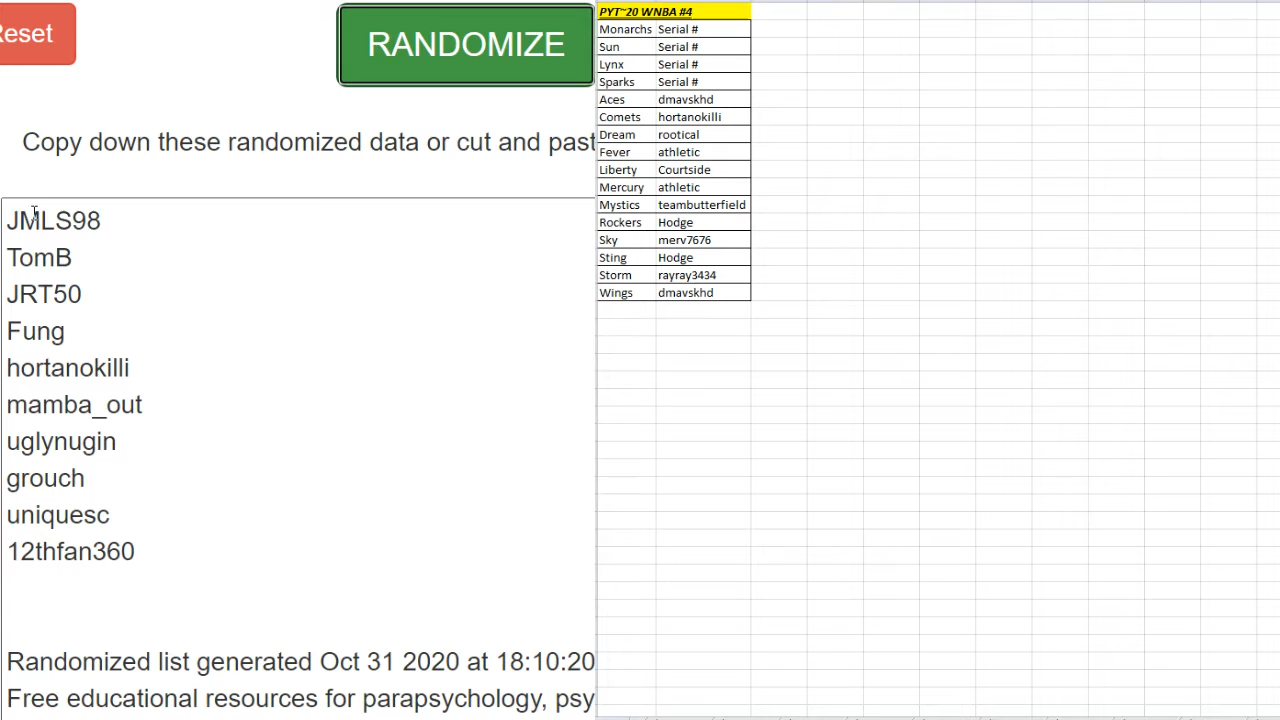 Reset
RANDOMIZE
Copy down these randomized data or cut and past
JMLS98
TomB
JRT50
Fung
hortanokilli
mamba_out
uglynugin
grouch
uniquesc
12thfan360
Randomized list generated Oct 31 2020 at 18:10:20
Free educational resources for parapsychology, psy
PYT~20 WNBA #4
Monarchs Serial #
Sun Serial #
Lynx Serial #
Sparks Serial #
Aces dmavskhd
Comets hortanokilli
Dream rootical
Fever athletic
Liberty Courtside
Mercury athletic
Mystics teambutterfield
Rockers Hodge
Sky merv7676
Sting Hodge
Storm rayray3434
Wings dmavskhd